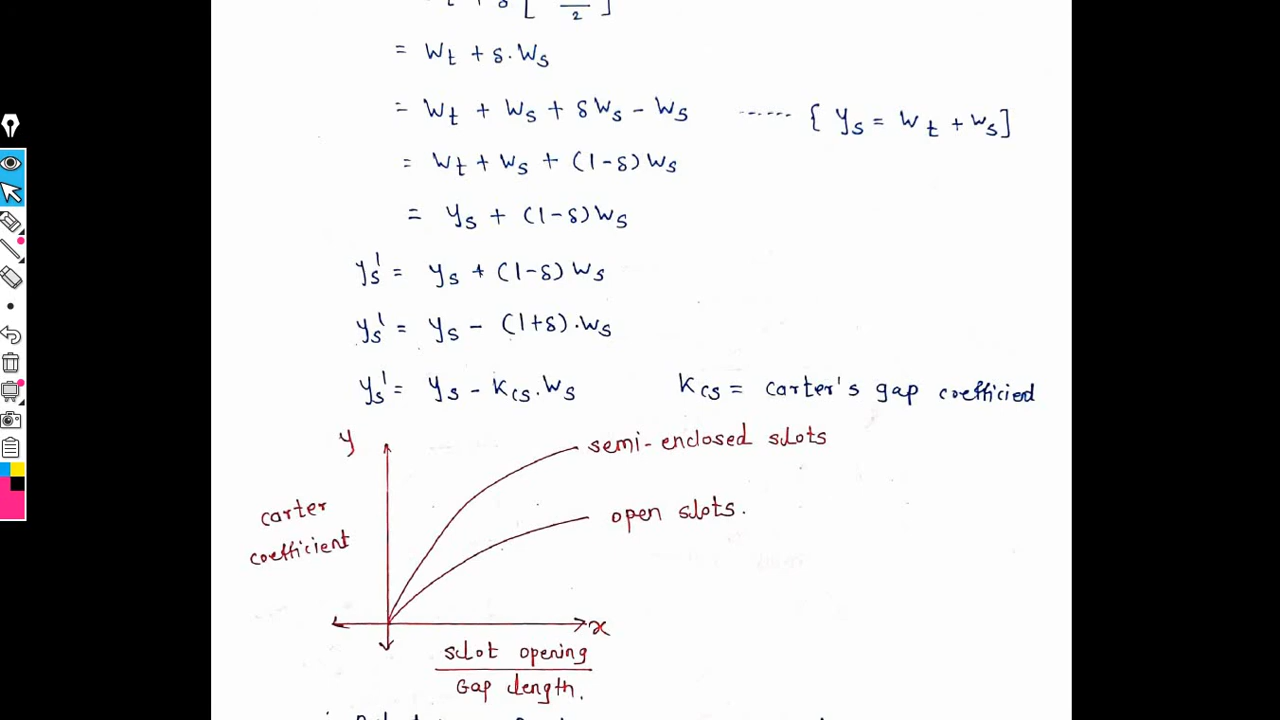 = Wt + δ.Ws
= Wt + Ws + δWs - Ws ...... { ys = Wt + Ws]
= Wt + Ws + (1-δ)Ws
= ys + (1-δ)Ws
ys' = ys + (1-δ)Ws
ys' = ys - (1+δ).Ws
ys' = ys - Kcs.Ws Kcs = carter's gap coefficient
y
semi-enclosed slots
carter
coefficient
open slots.
x
slot opening
Gap length.